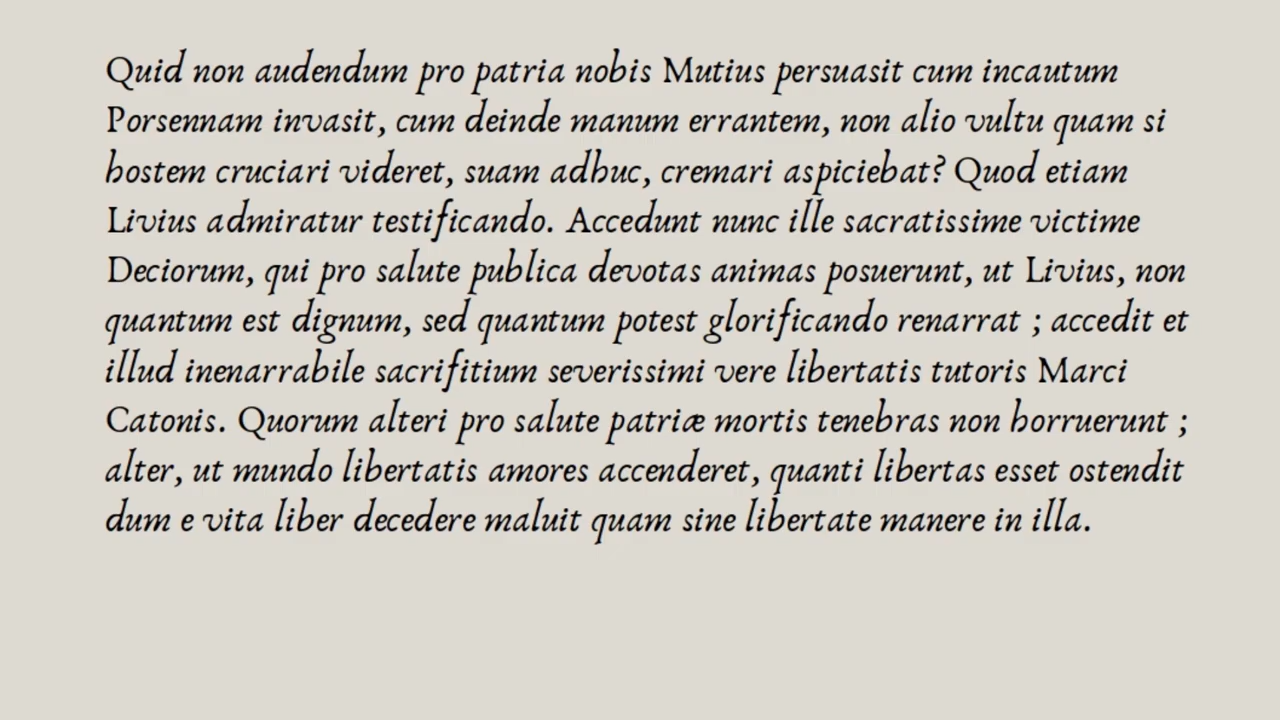 Quid non audendum pro patria nobis Mutius persuasit cum incautum
Porsennam invasit, cum deinde manum errantem, non alio vultu quam si
hostem cruciari videret, suam adhuc, cremari aspiciebat? Quod etiam
Livius admiratur testificando. Accedunt nunc ille sacratissime victime
Deciorum, qui pro salute publica devotas animas posuerunt, ut Livius, non
quantum est dignum, sed quantum potest glorificando renarrat ; accedit et
illud inenarrabile sacrifitium severissimi vere libertatis tutoris Marci
Catonis. Quorum alteri pro salute patriæ mortis tenebras non horruerunt ;
alter, ut mundo libertatis amores accenderet, quanti libertas esset ostendit
dum e vita liber decedere maluit quam sine libertate manere in illa.